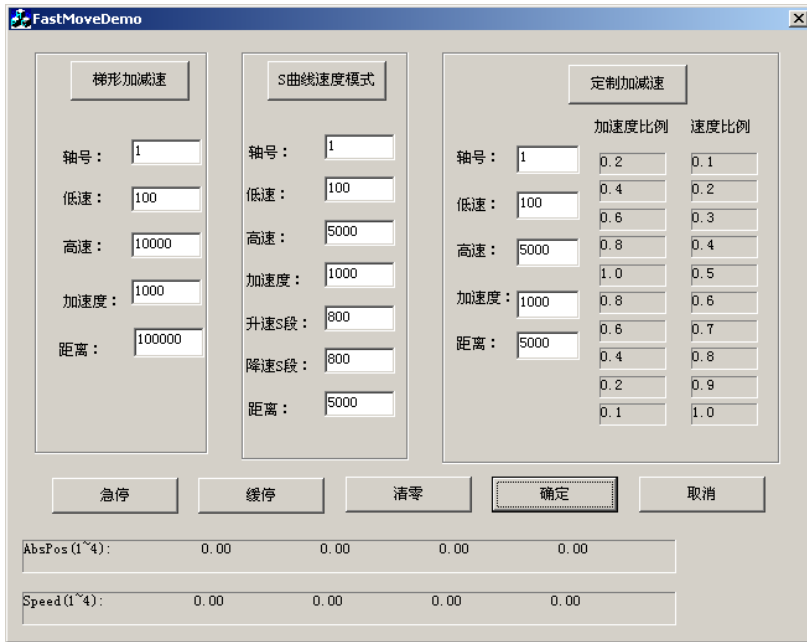 FastMoveDemo
梯形加减速
轴号： 1
低速： 100
高速： 10000
加速度： 1000
距离： 100000
S曲线速度模式
轴号： 1
低速： 100
高速： 5000
加速度： 1000
升速S段： 800
降速S段： 800
距离： 5000
定制加减速
轴号： 1
低速： 100
高速： 5000
加速度： 1000
距离： 5000
加速度比例 速度比例
0.2 0.1
0.4 0.2
0.6 0.3
0.8 0.4
1.0 0.5
0.8 0.6
0.6 0.7
0.4 0.8
0.2 0.9
0.1 1.0
急停 缓停 清零 确定 取消
AbsPos(1~4): 0.00 0.00 0.00 0.00
Speed(1~4): 0.00 0.00 0.00 0.00